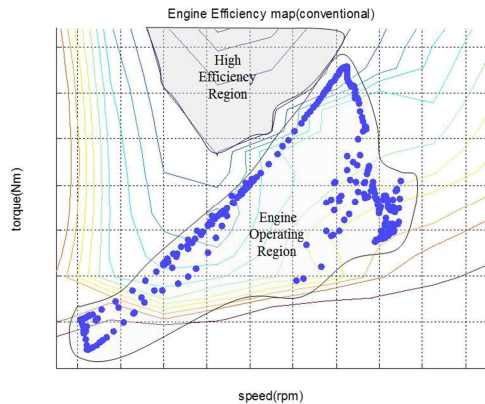 Engine Efficiency map(conventional)
High
Efficiency
Region
torque(Nm)
Engine
Operating
Region
speed(rpm)